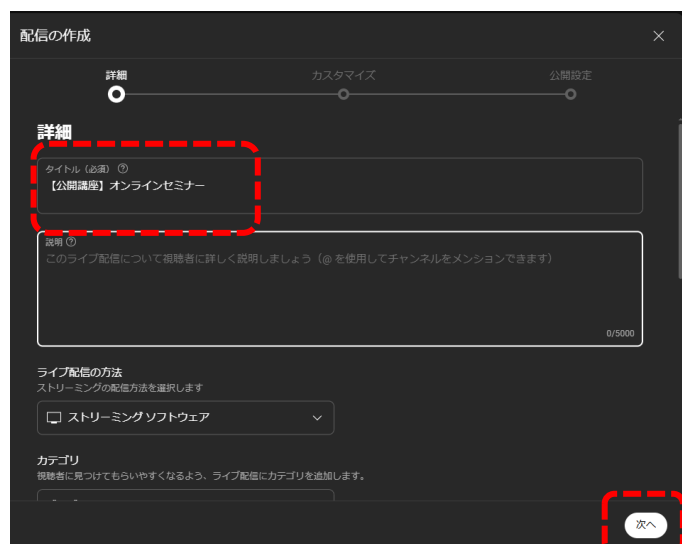 配信の作成
詳細
カスタマイズ
公開設定
詳細
タイトル（必須）
【公開講座】オンラインセミナー
説明
このライブ配信について視聴者に詳しく説明しましょう（@ を使用してチャンネルをメンションできます）
0/5000
ライブ配信の方法
ストリーミングの配信方法を選択します
ストリーミング ソフトウェア
カテゴリ
視聴者に見つけてもらいやすくなるよう、ライブ配信にカテゴリを追加します。
次へ